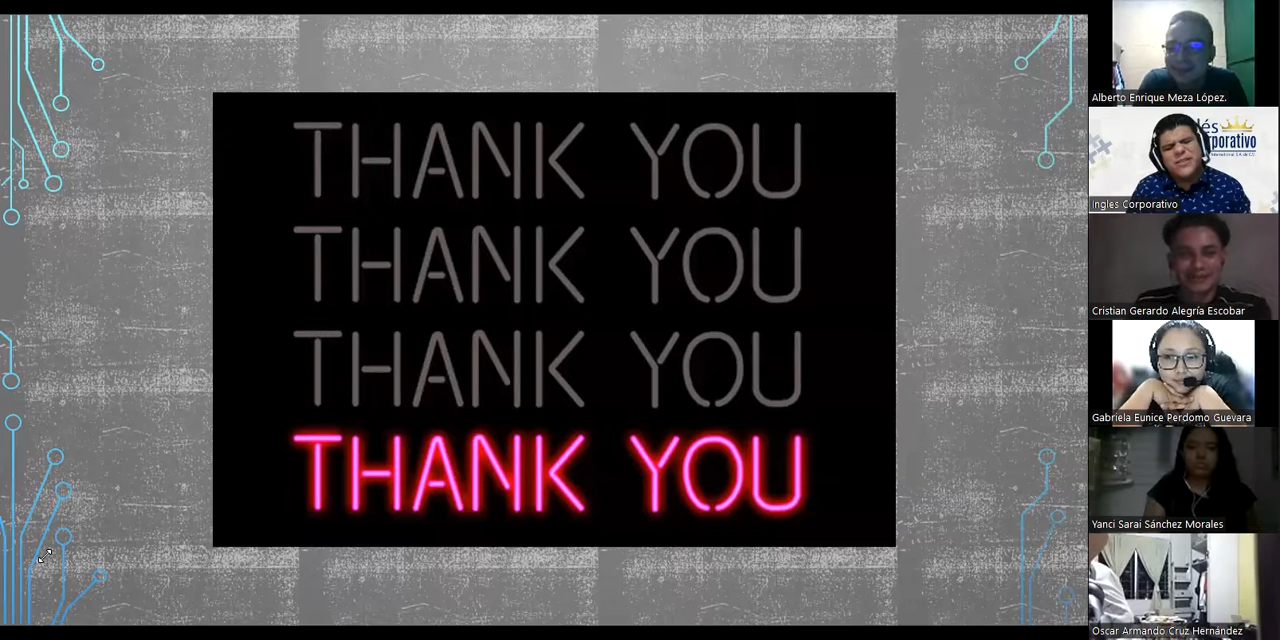 THANK YOU
THANK YOU
THANK YOU
THANK YOU
Alberto Enrique Meza López.
Ingles Corporativo
Cristian Gerardo Alegría Escobar
Gabriela Eunice Perdomo Guevara
Yanci Sarai Sánchez Morales
Oscar Armando Cruz Hernández